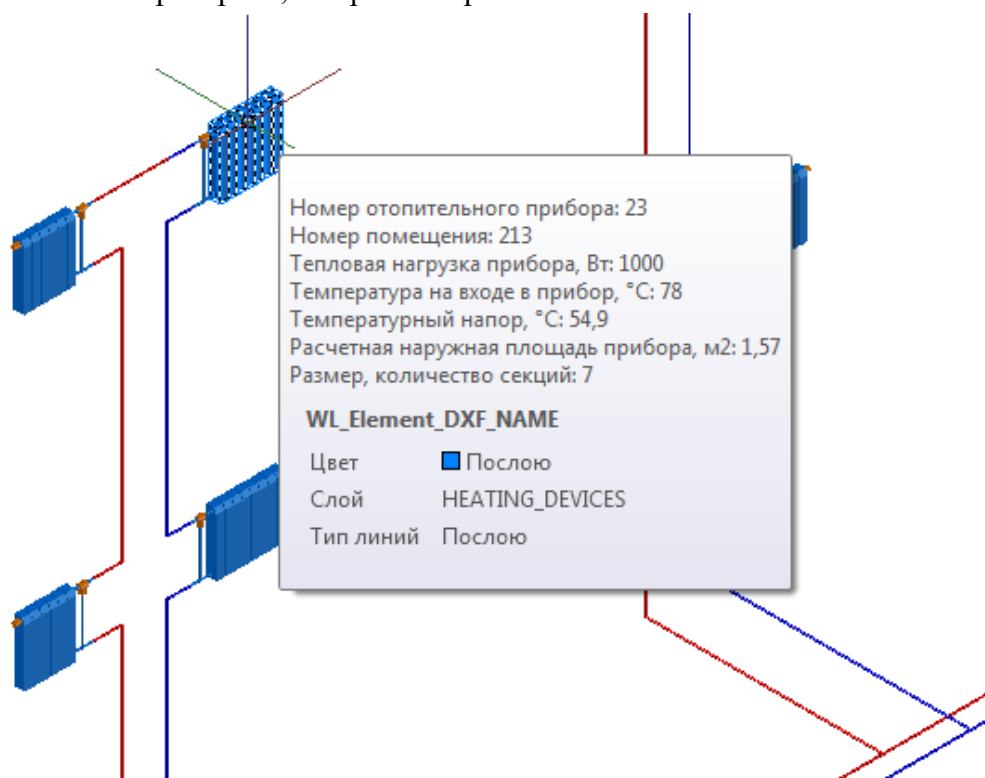 Номер отопительного прибора: 23
Номер помещения: 213
Тепловая нагрузка прибора, Вт: 1000
Температура на входе в прибор, °C: 78
Температурный напор, °C: 54,9
Расчетная наружная площадь прибора, м2: 1,57
Размер, количество секций: 7
WL_Element_DXF_NAME
Цвет Послою
Слой HEATING_DEVICES
Тип линий Послою